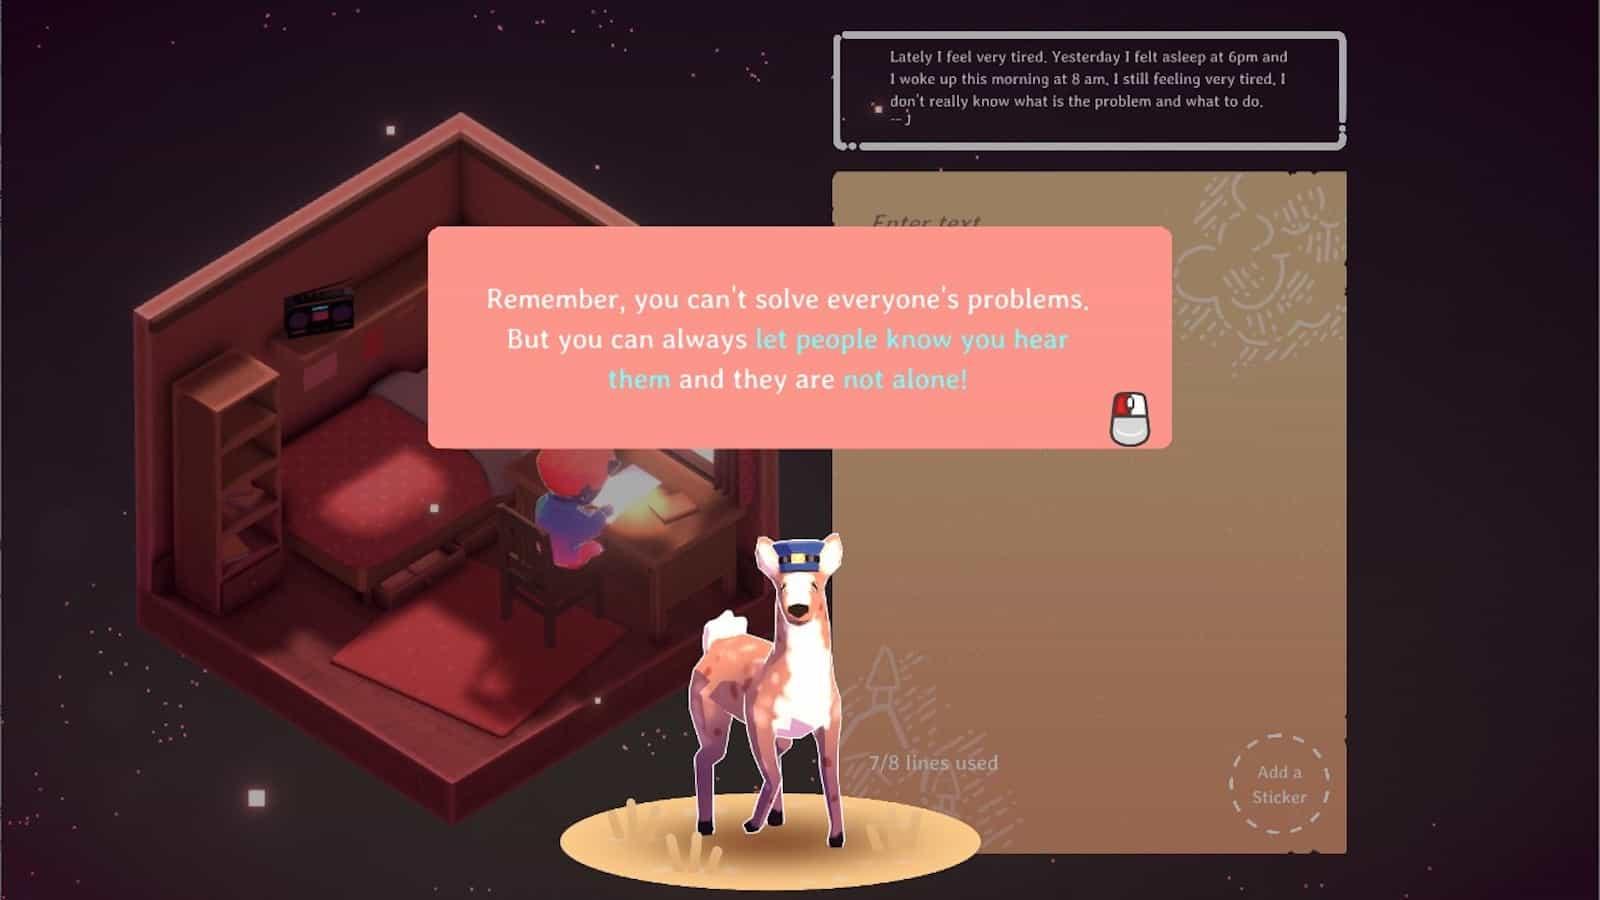 Lately I feel very tired. Yesterday I felt asleep at 6pm and
I woke up this morning at 8 am. I still feeling very tired. I
don't really know what is the problem and what to do.
-- J
Enter text
Remember, you can't solve everyone's problems.
But you can always let people know you hear
them and they are not alone!
7/8 lines used
Add a
Sticker